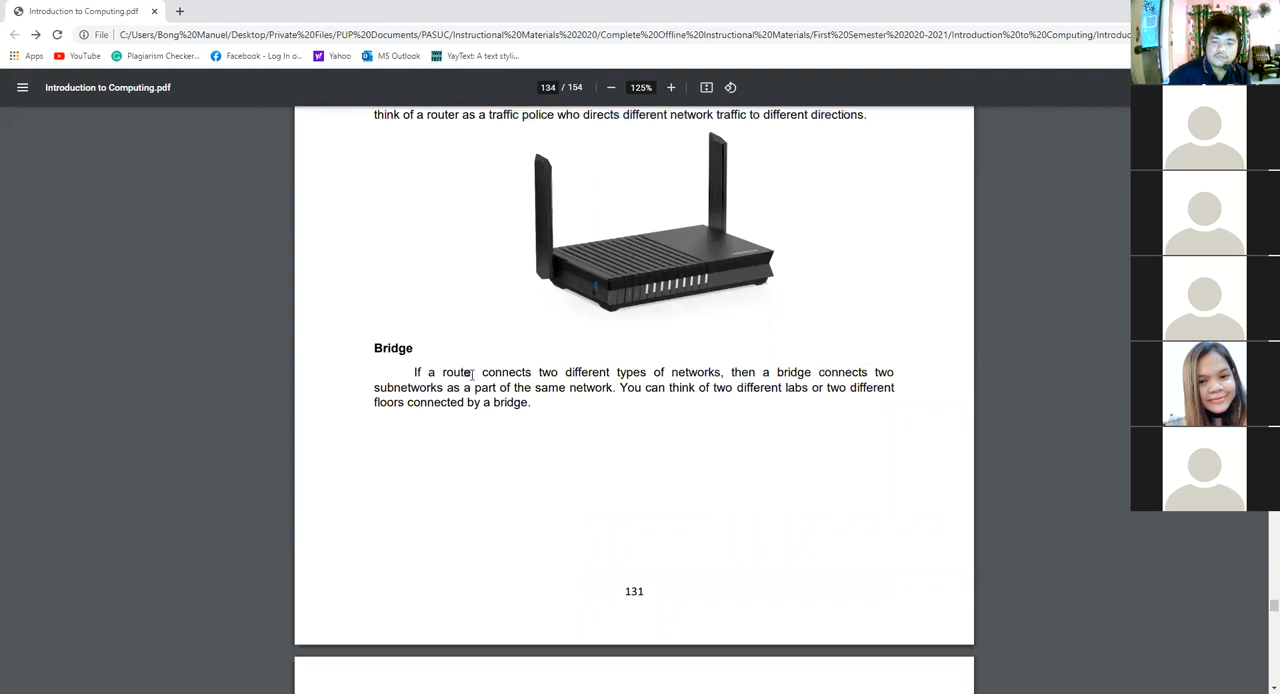 Introduction to Computing.pdf
File
C:/Users/Bong%20Manuel/Desktop/Private%20Files/PUP%20Documents/PASUC/Instructional%20Materials%202020/Complete%20Offline%20Instructional%20Materials/First%20Semester%202020-2021/Introduction%20to%20Computing/Introduc
Apps
YouTube
Plagiarism Checker...
Facebook - Log In o...
Yahoo
MS Outlook
YayText: A text styli...
Introduction to Computing.pdf
134 / 154
125%
think of a router as a traffic police who directs different network traffic to different directions.
Bridge
If a router connects two different types of networks, then a bridge connects two
subnetworks as a part of the same network. You can think of two different labs or two different
floors connected by a bridge.
131